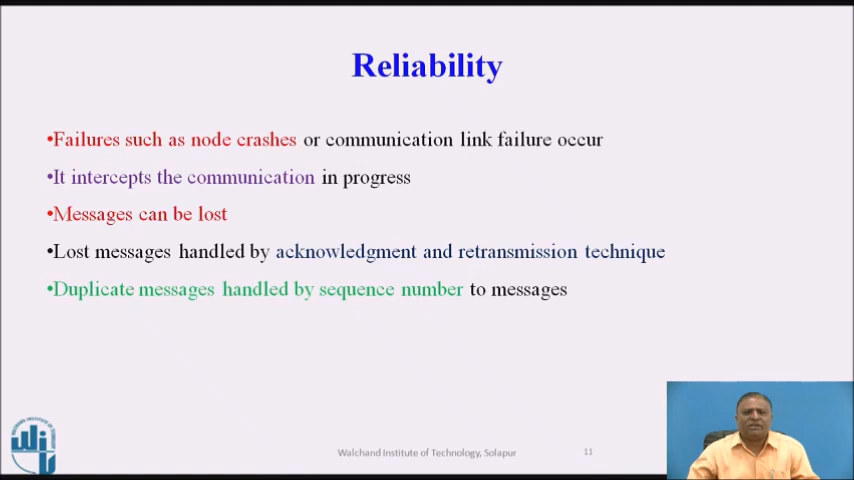 Reliability
•Failures such as node crashes or communication link failure occur
•It intercepts the communication in progress
•Messages can be lost
•Lost messages handled by acknowledgment and retransmission technique
•Duplicate messages handled by sequence number to messages
Walchand Institute of Technology, Solapur
11